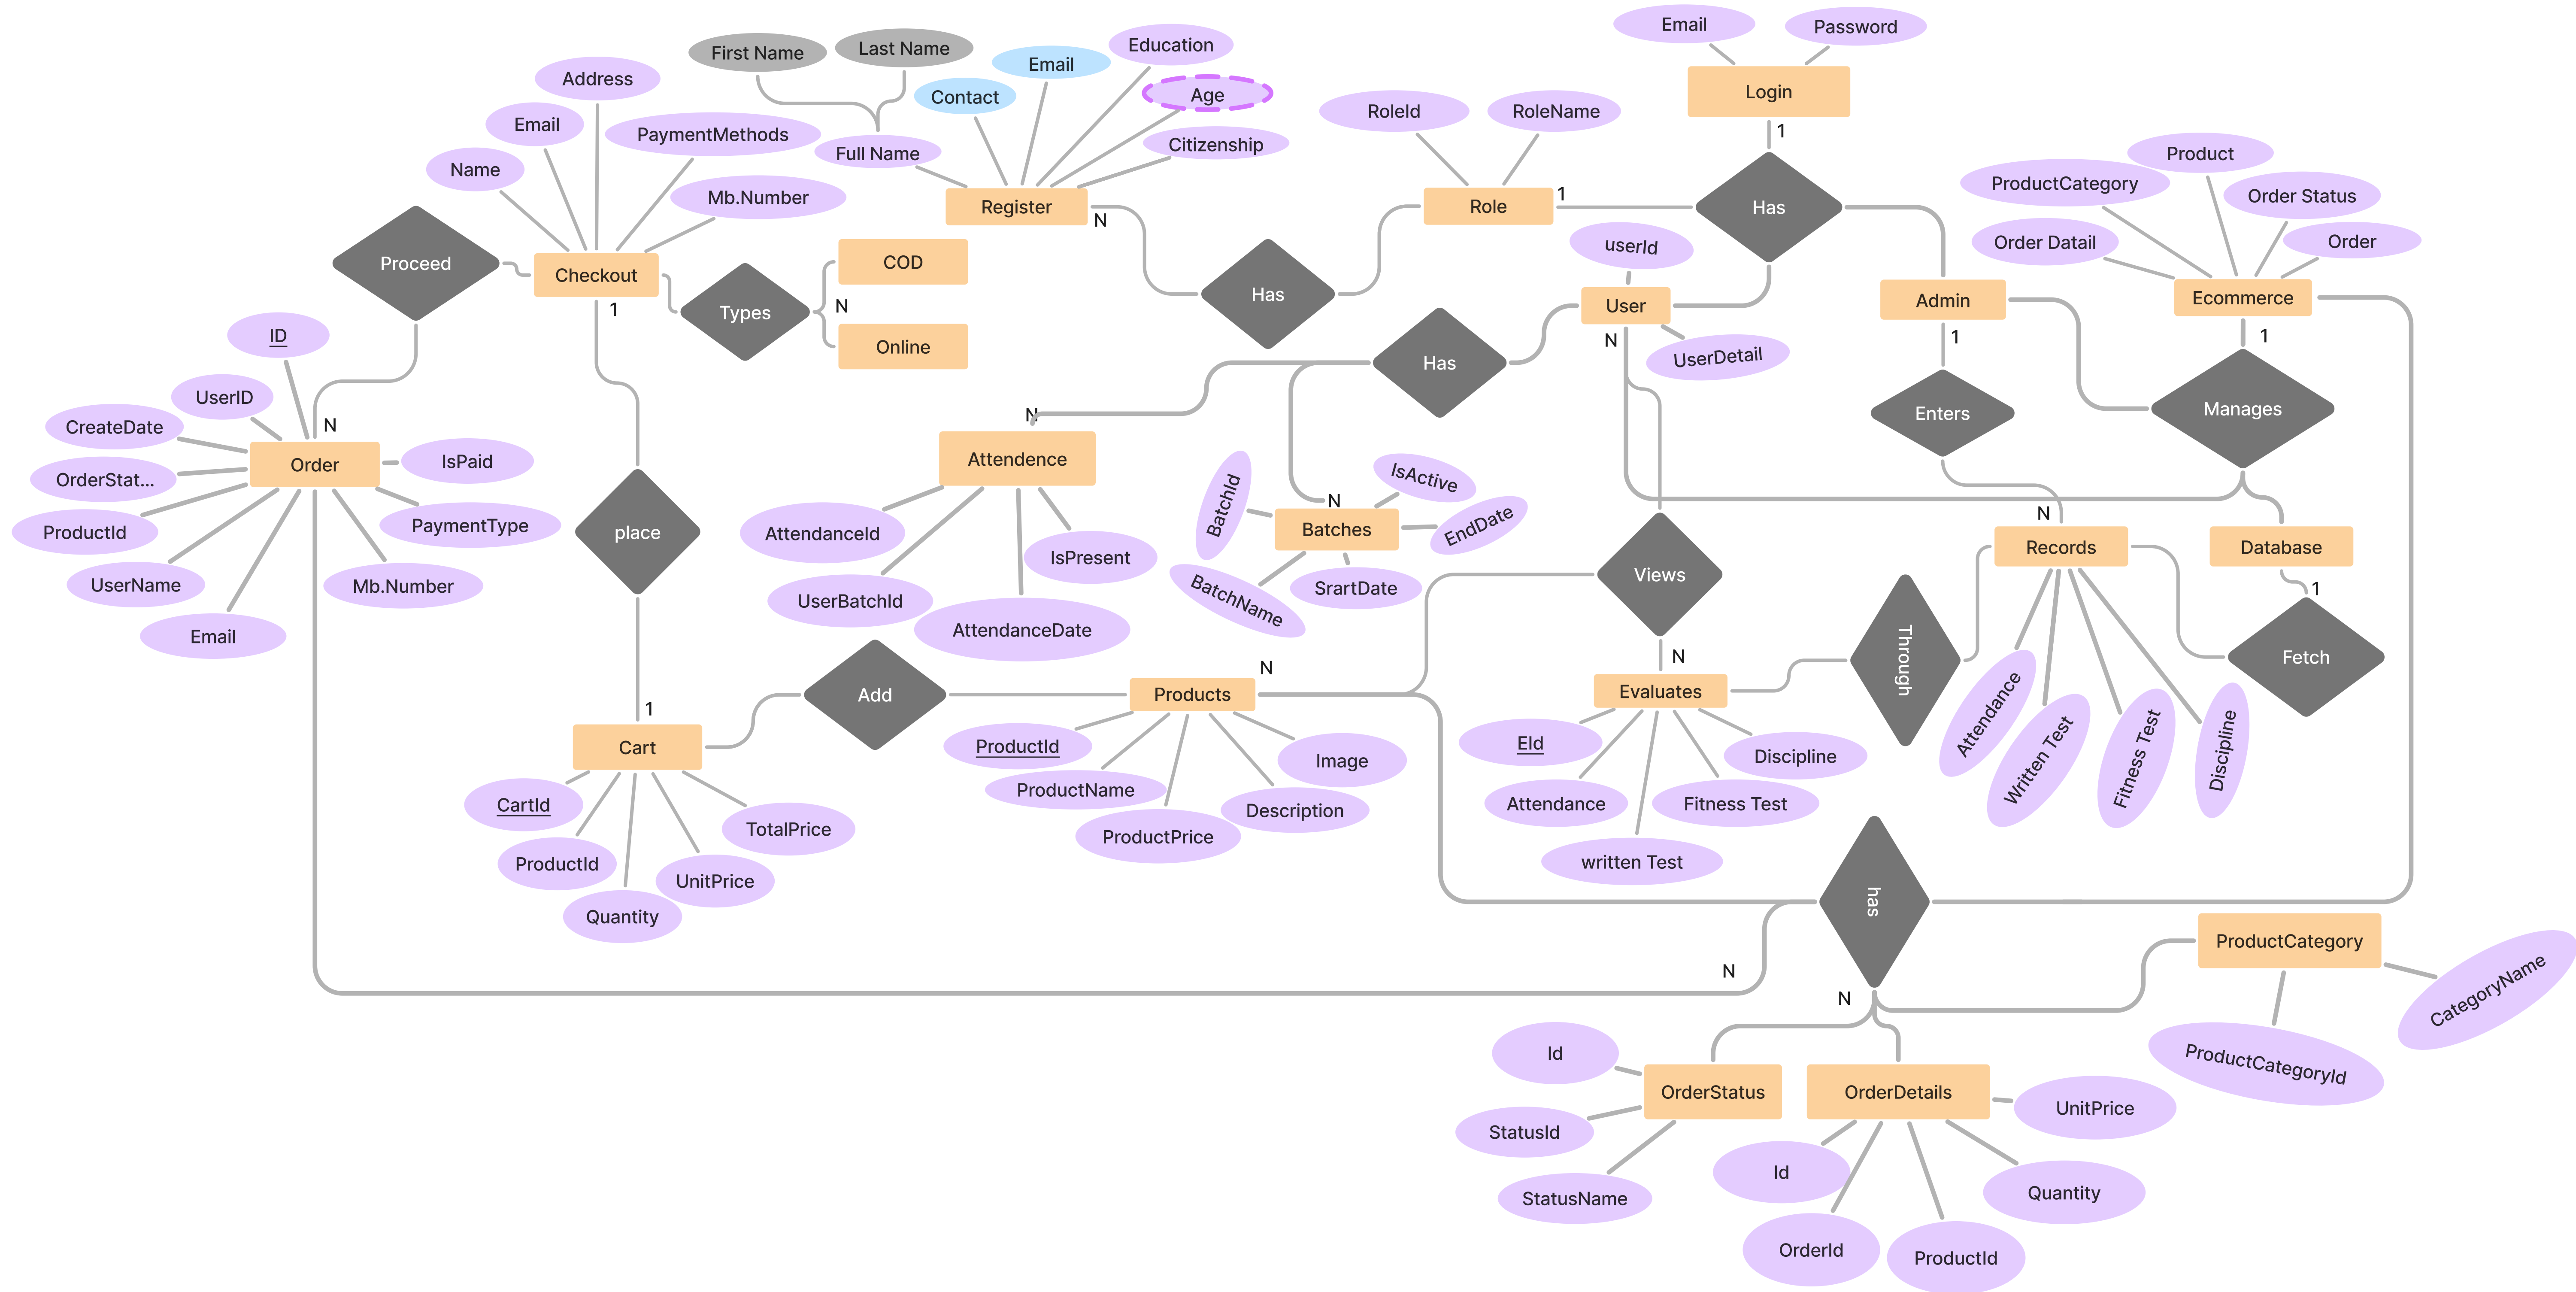 Email
Password
Login
1
First Name
Last Name
Education
Email
Contact
Age
Address
Email
PaymentMethods
Name
Mb.Number
Full Name
Citizenship
RoleId
RoleName
Product
ProductCategory
Order Status
Order Datail
Order
Register
N
Role
1
Has
userId
Proceed
Checkout
1
Types
N
COD
Online
Has
User
N
UserDetail
Admin
1
Ecommerce
1
ID
UserID
CreateDate
OrderStat...
ProductId
UserName
Email
Mb.Number
PaymentType
IsPaid
N
Order
Has
N
Attendence
AttendanceId
UserBatchId
AttendanceDate
IsPresent
N
Batches
BatchId
IsActive
EndDate
SrartDate
BatchName
Enters
Manages
N
Records
Database
1
place
Views
N
Through
Fetch
Attendance
Written Test
Fitness Test
Discipline
1
Cart
Add
Products
N
Evaluates
CartId
ProductId
Quantity
UnitPrice
TotalPrice
ProductId
ProductName
ProductPrice
Description
Image
EId
Attendance
written Test
Fitness Test
Discipline
has
N
N
ProductCategory
CategoryName
ProductCategoryId
Id
StatusId
StatusName
OrderStatus
OrderDetails
UnitPrice
Id
Quantity
OrderId
ProductId